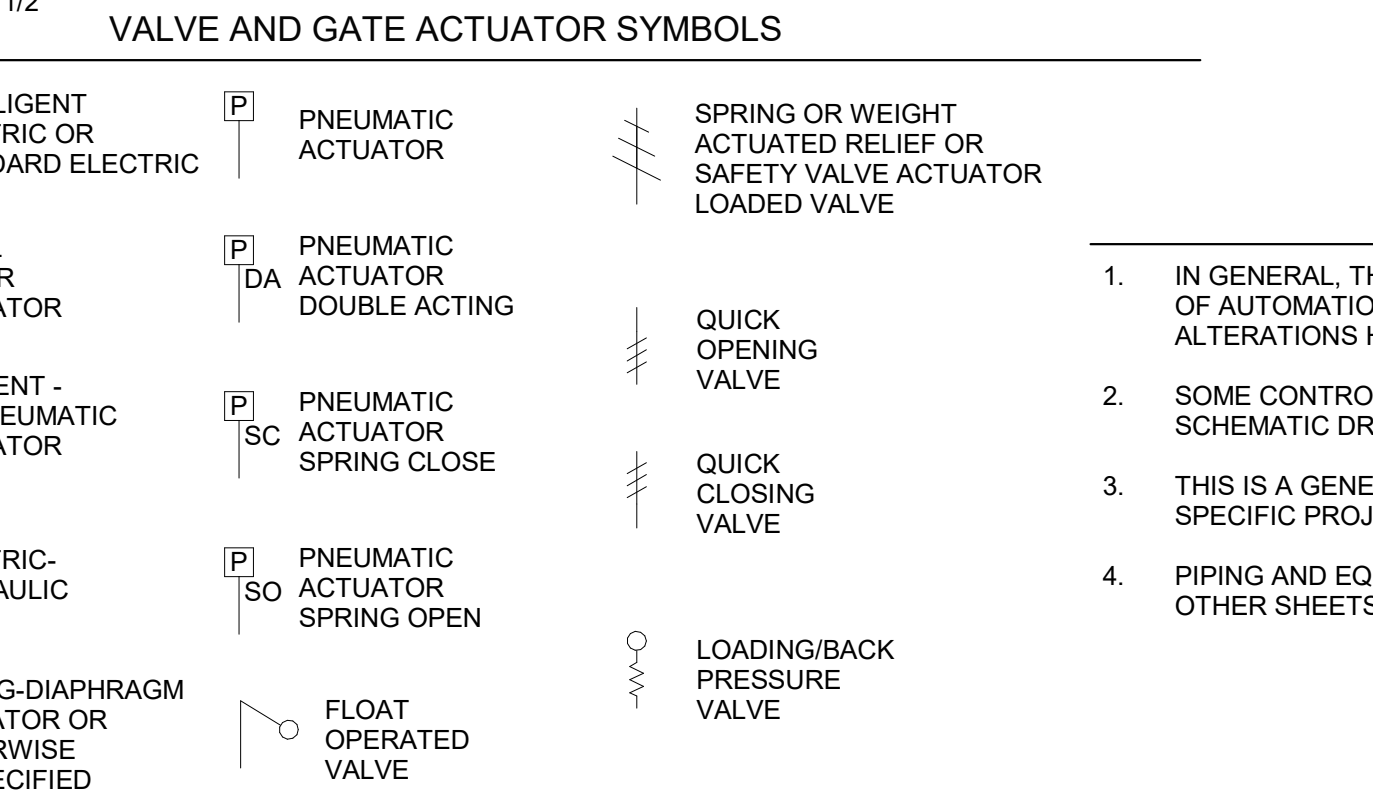 1/2
VALVE AND GATE ACTUATOR SYMBOLS
LIGENT
RIC OR
DARD ELECTRIC
R
ATOR
ENT -
EUMATIC
ATOR
RIC-
AULIC
G-DIAPHRAGM
ATOR OR
RWISE
ECIFIED
P
PNEUMATIC
ACTUATOR
P
DA
PNEUMATIC
ACTUATOR
DOUBLE ACTING
P
SC
PNEUMATIC
ACTUATOR
SPRING CLOSE
P
SO
PNEUMATIC
ACTUATOR
SPRING OPEN
FLOAT
OPERATED
VALVE
SPRING OR WEIGHT
ACTUATED RELIEF OR
SAFETY VALVE ACTUATOR
LOADED VALVE
QUICK
OPENING
VALVE
QUICK
CLOSING
VALVE
LOADING/BACK
PRESSURE
VALVE
1. IN GENERAL, TH
OF AUTOMATIO
ALTERATIONS H
2. SOME CONTRO
SCHEMATIC DR
3. THIS IS A GENE
SPECIFIC PROJ
4. PIPING AND EQ
OTHER SHEETS